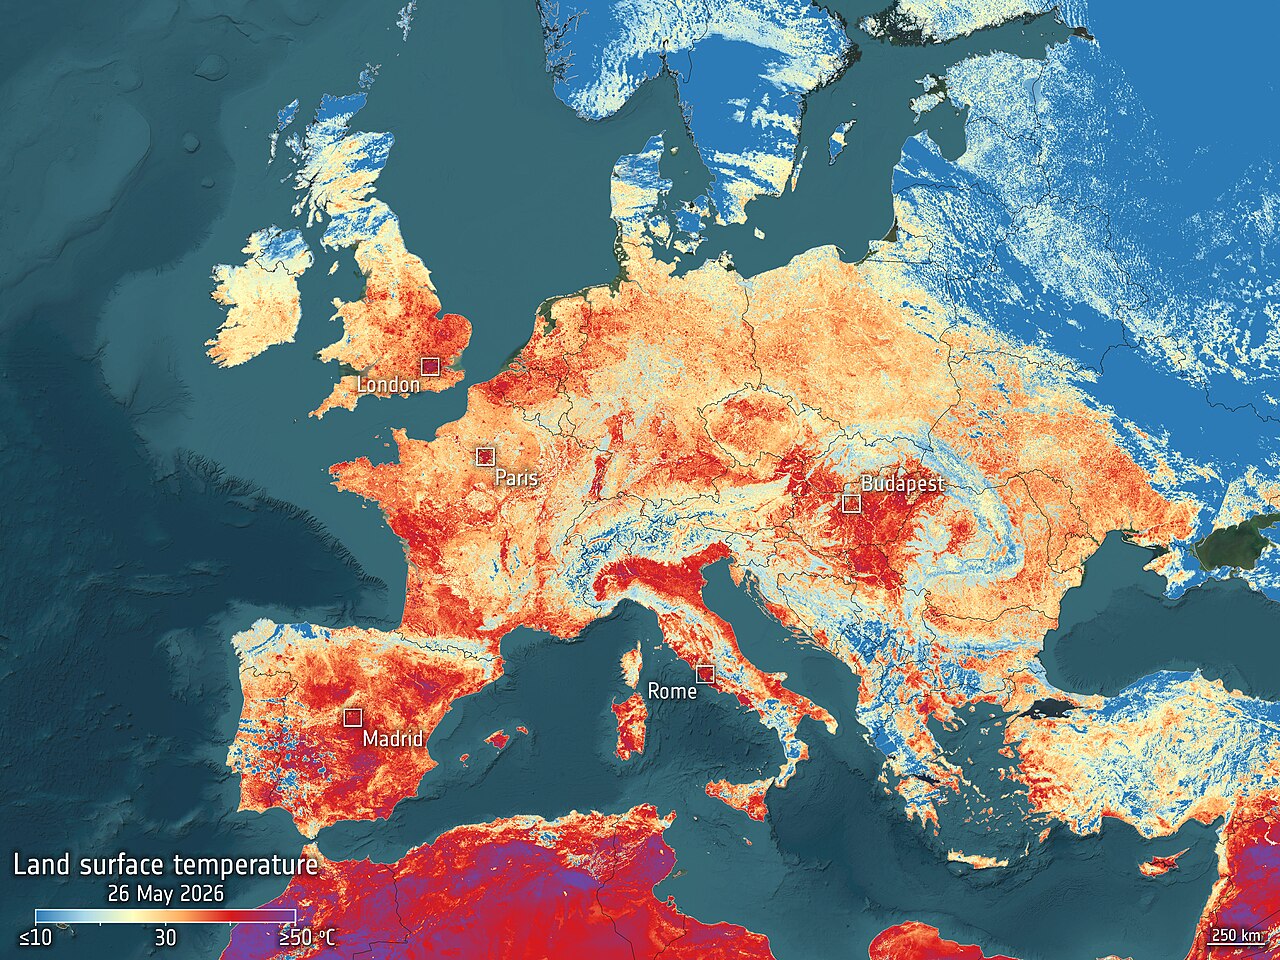 London
Paris
Budapest
Rome
Madrid
Land surface temperature
26 May 2026
≤10 30 ≥50 °C
250 km